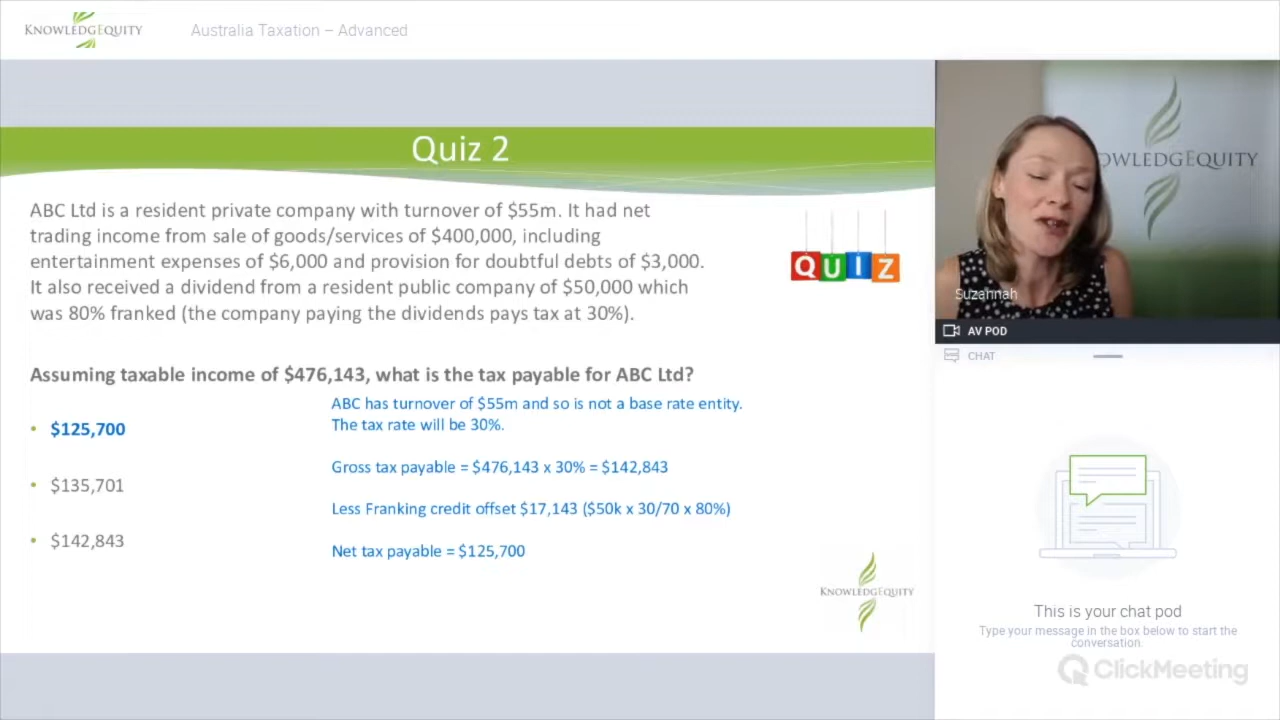 KNOWLEDGEQUITY
Australia Taxation – Advanced
Quiz 2
ABC Ltd is a resident private company with turnover of $55m. It had net
trading income from sale of goods/services of $400,000, including
entertainment expenses of $6,000 and provision for doubtful debts of $3,000.
It also received a dividend from a resident public company of $50,000 which
was 80% franked (the company paying the dividends pays tax at 30%).
QUIZ
Assuming taxable income of $476,143, what is the tax payable for ABC Ltd?
• $125,700
• $135,701
• $142,843
ABC has turnover of $55m and so is not a base rate entity.
The tax rate will be 30%.
Gross tax payable = $476,143 x 30% = $142,843
Less Franking credit offset $17,143 ($50k x 30/70 x 80%)
Net tax payable = $125,700
KNOWLEDGEQUITY
OWLEDGEQUITY
Suzannah
AV POD
CHAT
This is your chat pod
Type your message in the box below to start the
conversation.
ClickMeeting